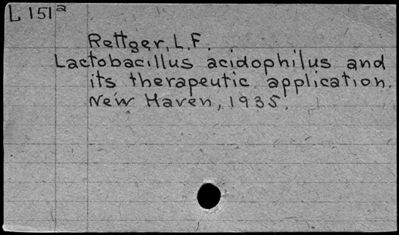 L 151a
Rettger, L.F.
Lactobacillus acidophilus and
its therapeutic application.
New Haven, 1935.